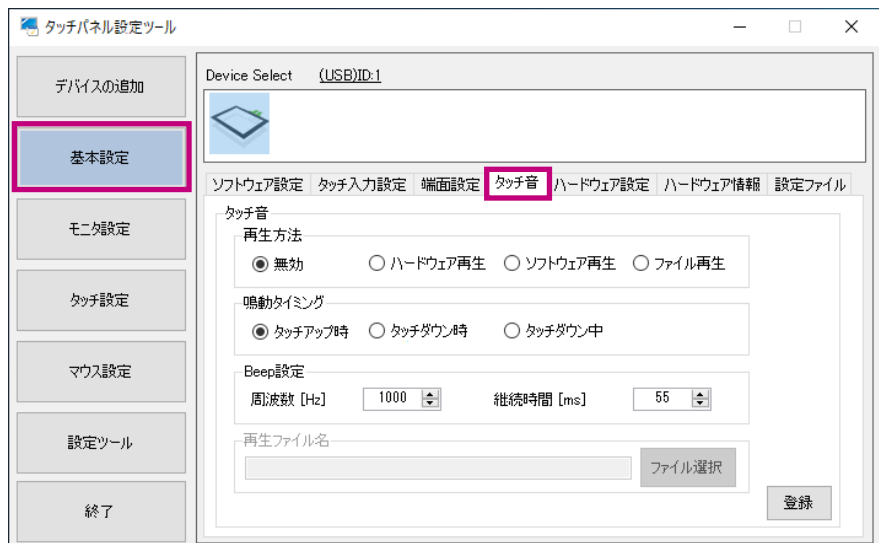 タッチパネル設定ツール
デバイスの追加
基本設定
モニタ設定
タッチ設定
マウス設定
設定ツール
終了
Device Select (USB)ID:1
ソフトウェア設定 タッチ入力設定 端面設定 タッチ音 ハードウェア設定 ハードウェア情報 設定ファイル
タッチ音
再生方法
無効 ハードウェア再生 ソフトウェア再生 ファイル再生
鳴動タイミング
タッチアップ時 タッチダウン時 タッチダウン中
Beep設定
周波数 [Hz] 1000 継続時間 [ms] 55
再生ファイル名
ファイル選択
登録